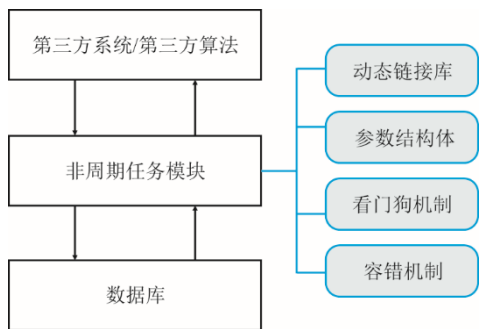 第三方系统/第三方算法
动态链接库
参数结构体
非周期任务模块
看门狗机制
容错机制
数据库